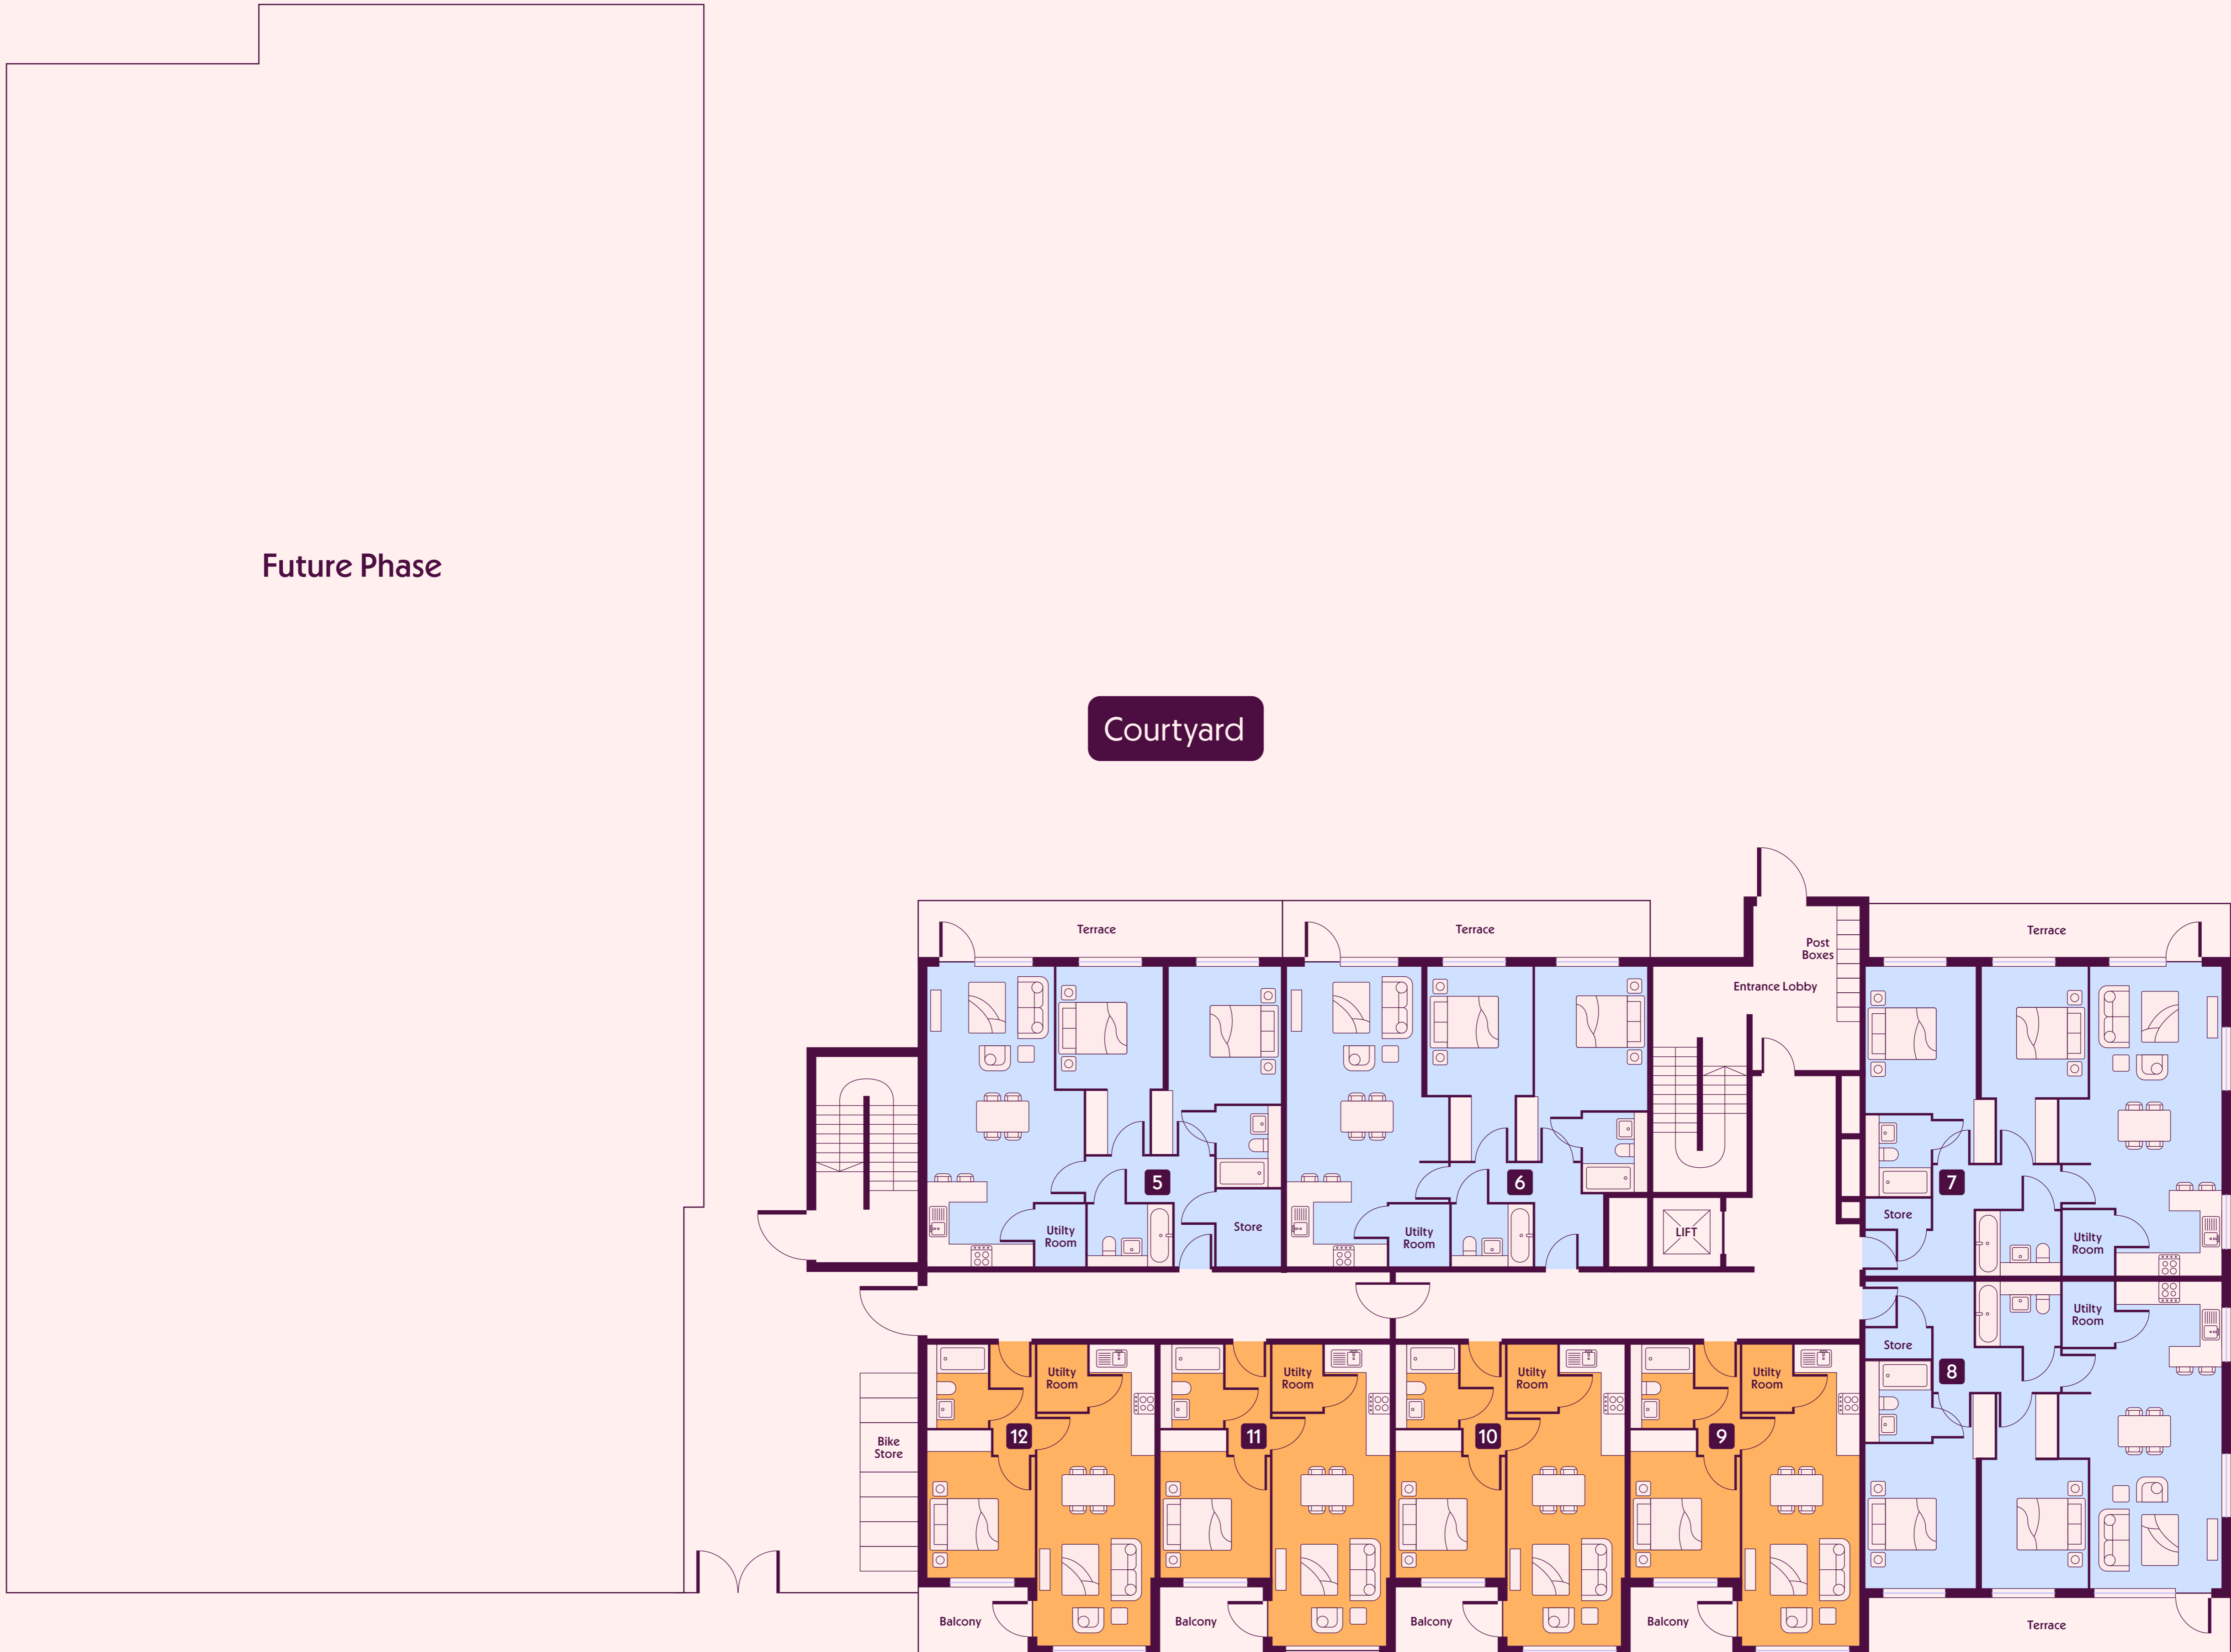 Future Phase
Courtyard
Terrace
Terrace
Terrace
Post
Boxes
Entrance Lobby
5
6
7
Store
Utilty
Room
Utilty
Room
Store
LIFT
Utilty
Room
8
Store
Utilty
Room
Utilty
Room
Utilty
Room
Utilty
Room
Utilty
Room
12
11
10
9
Bike
Store
Balcony
Balcony
Balcony
Balcony
Terrace